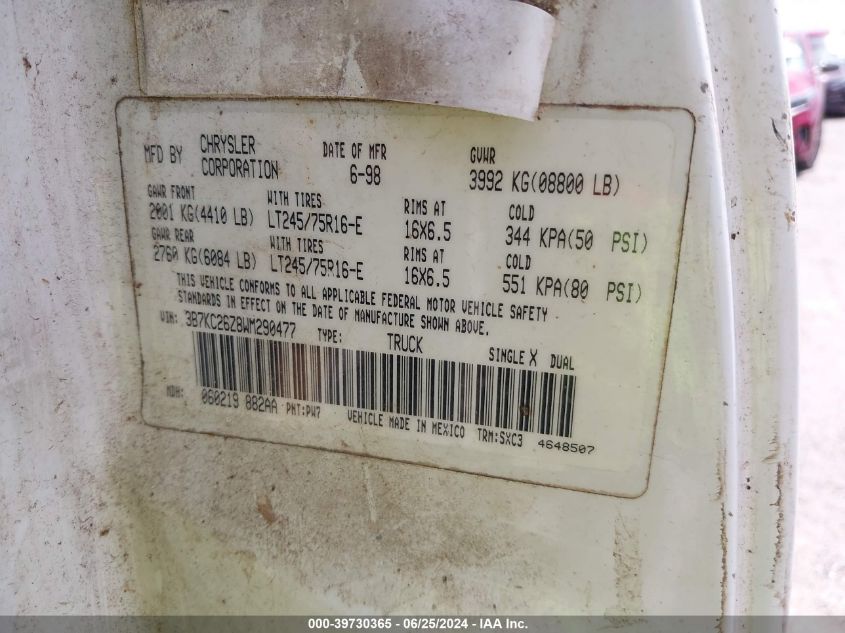 MFD BY CHRYSLER CORPORATION DATE OF MFR 6-98 GVWR 3992 KG(08800 LB)
GAWR FRONT WITH TIRES RIMS AT COLD
2001 KG(4410 LB) LT245/75R16-E 16X6.5 344 KPA(50 PSI)
GAWR REAR WITH TIRES RIMS AT COLD
2760 KG(6084 LB) LT245/75R16-E 16X6.5 551 KPA(80 PSI)
THIS VEHICLE CONFORMS TO ALL APPLICABLE FEDERAL MOTOR VEHICLE SAFETY
STANDARDS IN EFFECT ON THE DATE OF MANUFACTURE SHOWN ABOVE.
VIN: 3B7KC26Z8WM290477 TYPE: TRUCK SINGLE X DUAL
MDH: 060219 882AA PNT:PW7 VEHICLE MADE IN MEXICO TRM:SXC3 4648507
000-39730365 - 06/25/2024 - IAA Inc.